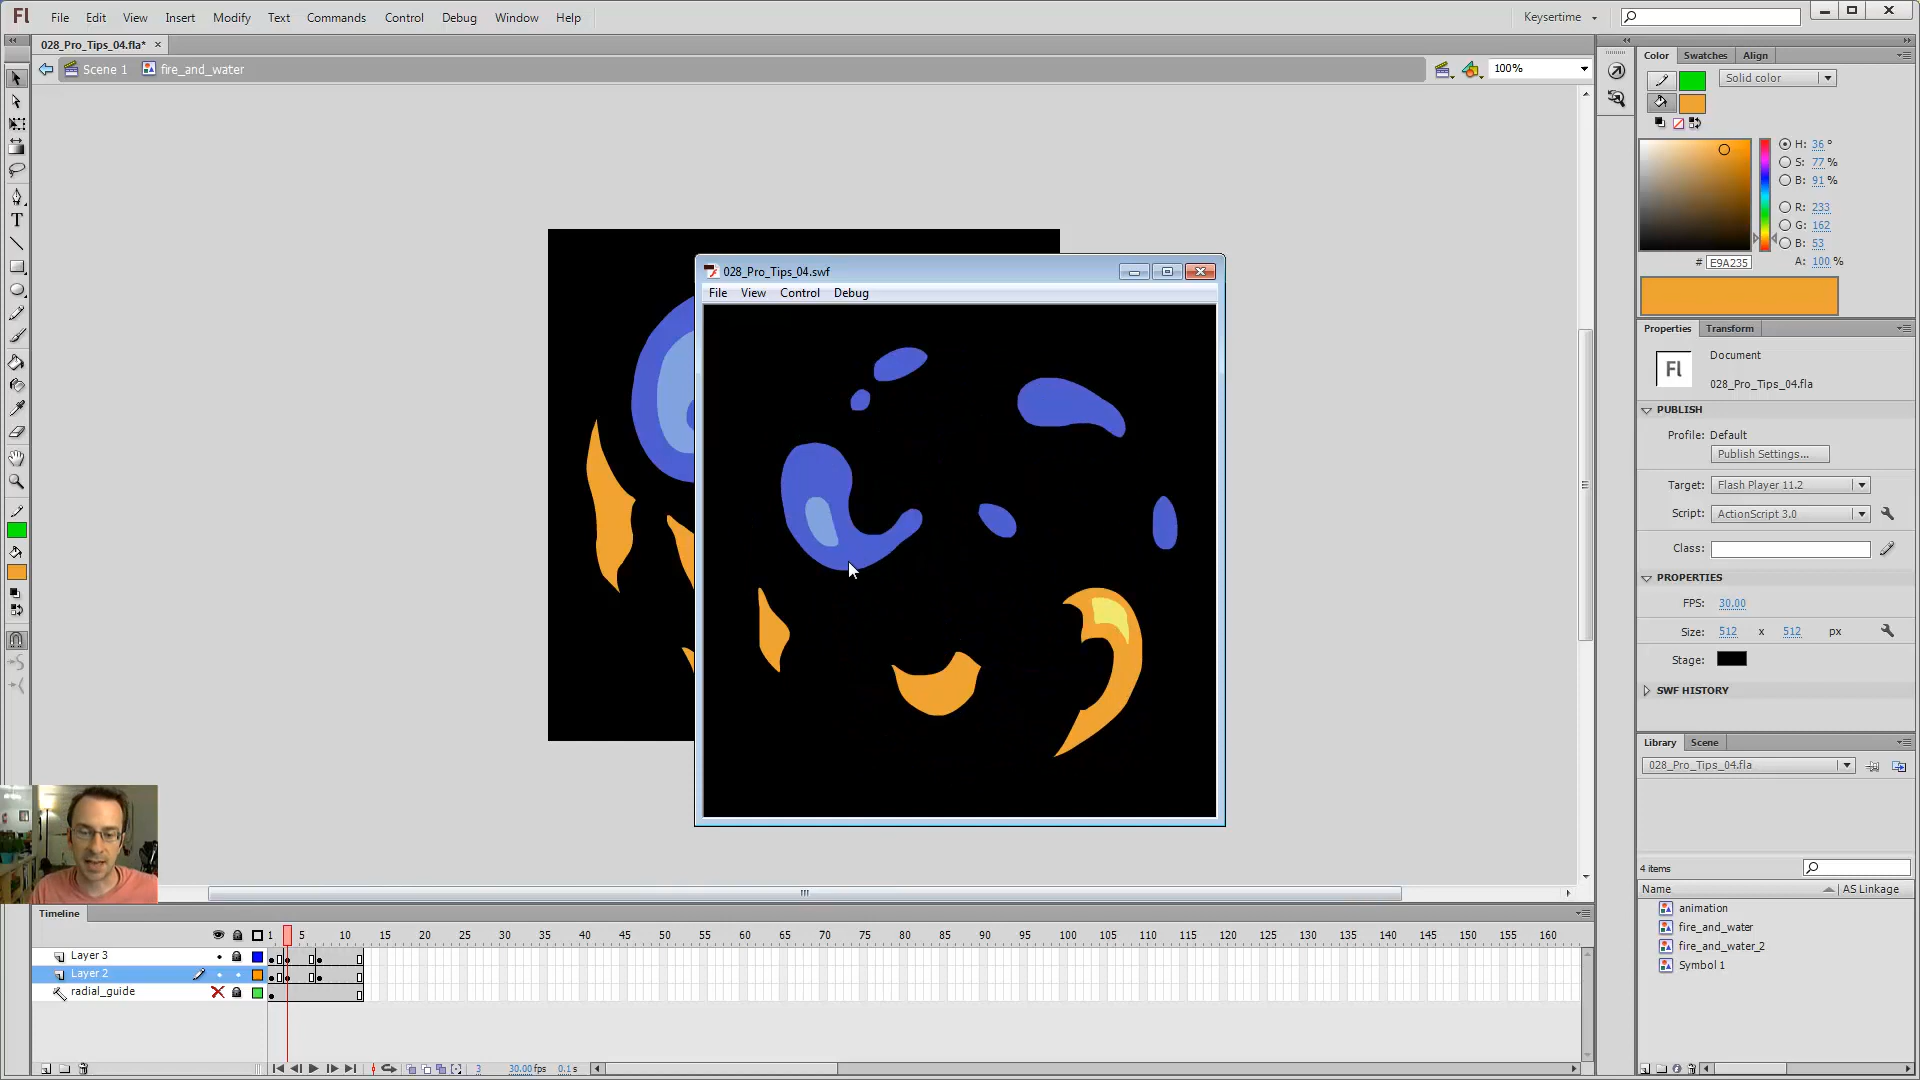 Fl File Edit View Insert Modify Text Commands Control Debug Window Help Keysertime
028_Pro_Tips_04.fla* ×
Scene 1 fire_and_water 100%
Color Swatches Align
Solid color
H: 36 °
S: 77 %
B: 91 %
R: 233
G: 162
B: 53
# E9A235 A: 100 %
Properties Transform
Fl Document
028_Pro_Tips_04.fla
PUBLISH
Profile: Default
Publish Settings...
Target: Flash Player 11.2
Script: ActionScript 3.0
Class:
PROPERTIES
FPS: 30.00
Size: 512 x 512 px
Stage:
SWF HISTORY
Library Scene
028_Pro_Tips_04.fla
4 items
Name AS Linkage
animation
fire_and_water
fire_and_water_2
Symbol 1
028_Pro_Tips_04.swf
File View Control Debug
T
Timeline
1 5 10 15 20 25 30 35 40 45 50 55 60 65 70 75 80 85 90 95 100 105 110 115 120 125 130 135 140 145 150 155 160
Layer 3
Layer 2
radial_guide
3 30.00 fps 0.1 s